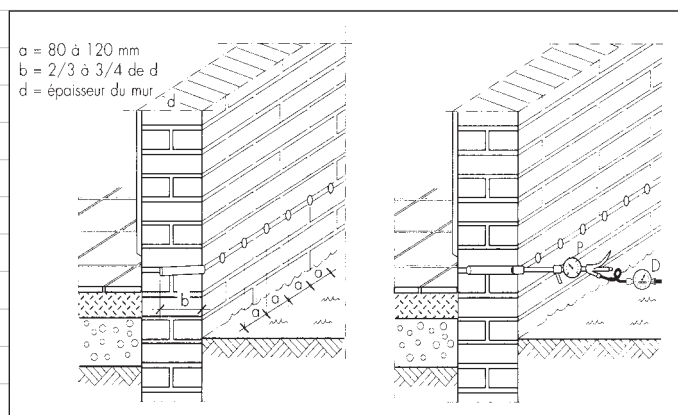 a = 80 à 120 mm
b = 2/3 à 3/4 de d
d = épaisseur du mur
d
b
a
a
a
a
P
D